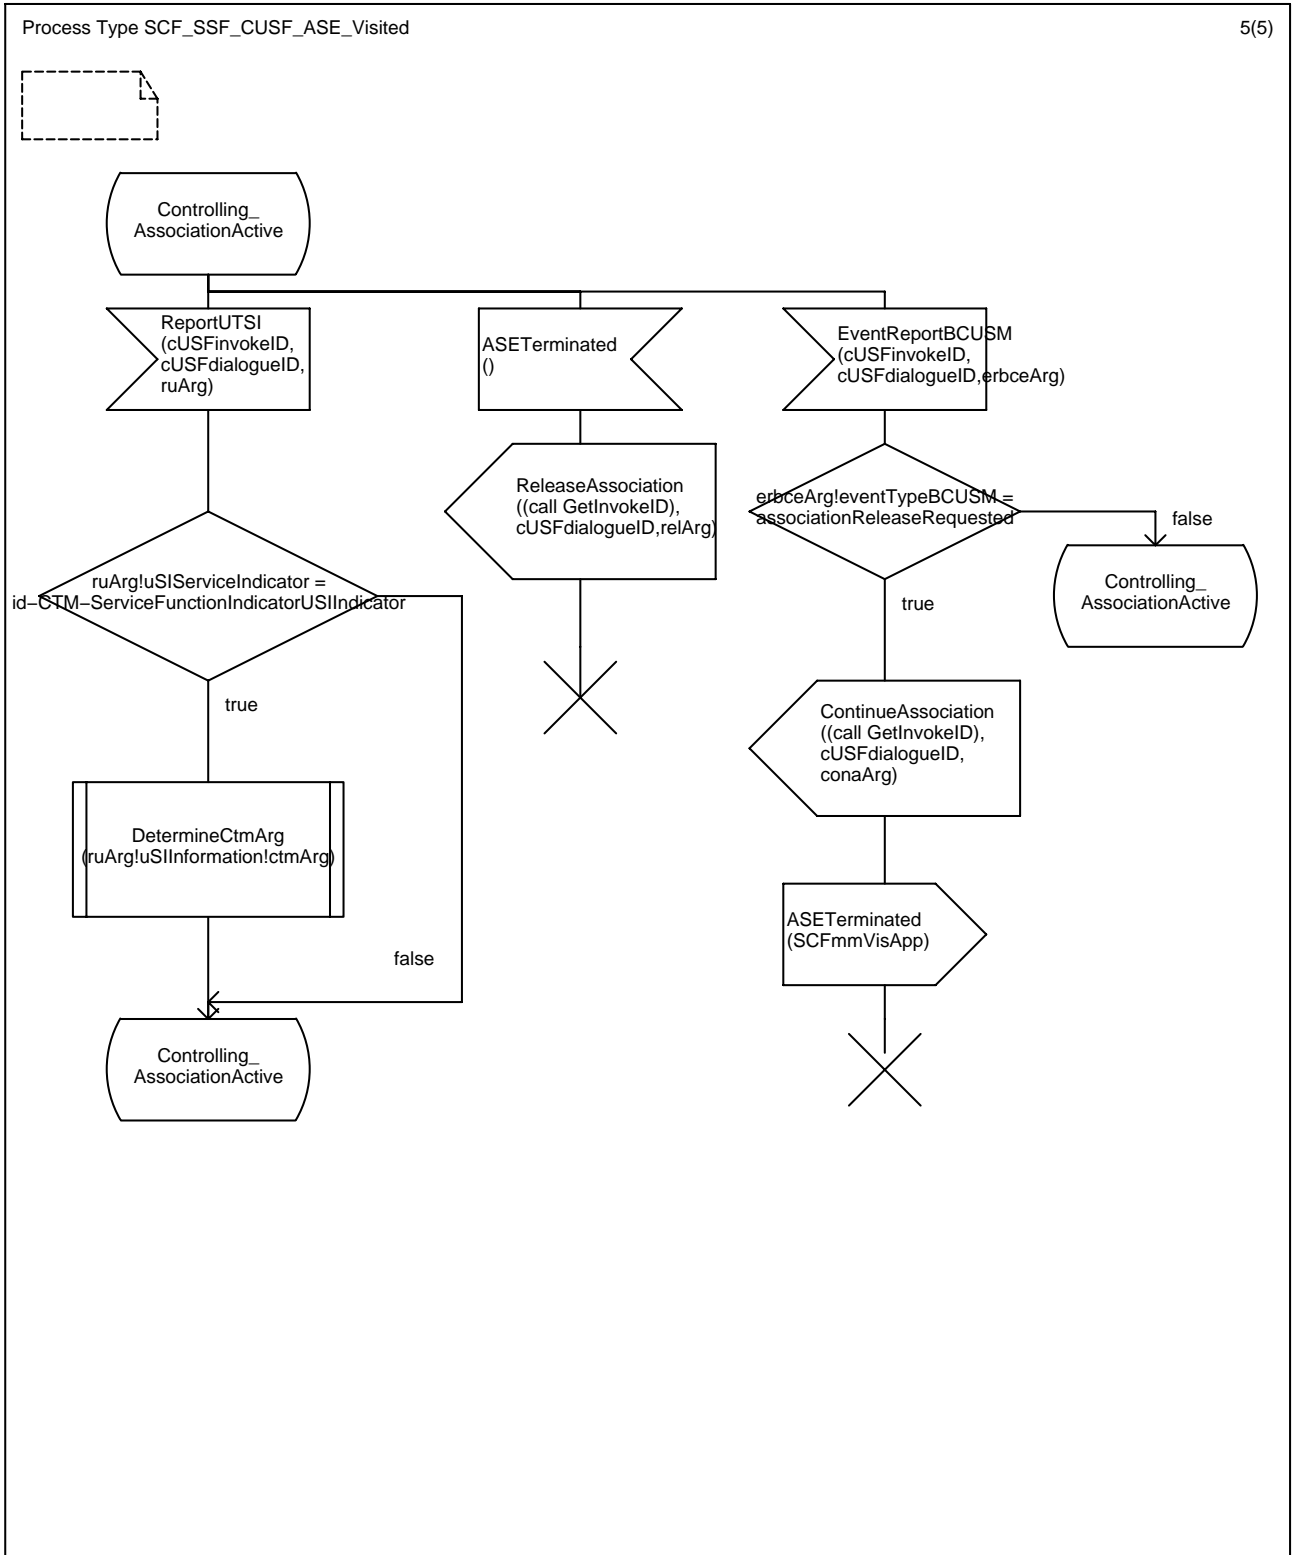 Process Type SCF_SSF_CUSF_ASE_Visited
5(5)
Controlling_
AssociationActive
ReportUTSI
(cUSFinvokeID,
cUSFdialogueID,
ruArg)
ASETerminated
()
EventReportBCUSM
(cUSFinvokeID,
cUSFdialogueID,erbceArg)
ReleaseAssociation
((call GetInvokeID),
cUSFdialogueID,relArg)
erbceArg!eventTypeBCUSM =
associationReleaseRequested
false
Controlling_
AssociationActive
true
ruArg!uSIServiceIndicator =
id−CTM−ServiceFunctionIndicatorUSIIndicator
true
ContinueAssociation
((call GetInvokeID),
cUSFdialogueID,
conaArg)
DetermineCtmArg
(ruArg!uSIInformation!ctmArg)
ASETerminated
(SCFmmVisApp)
false
Controlling_
AssociationActive